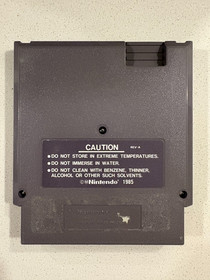 CAUTION REV-A
• DO NOT STORE IN EXTREME TEMPERATURES.
• DO NOT IMMERSE IN WATER.
• DO NOT CLEAN WITH BENZENE, THINNER,
ALCOHOL OR OTHER SUCH SOLVENTS.
©®Nintendo® 1985